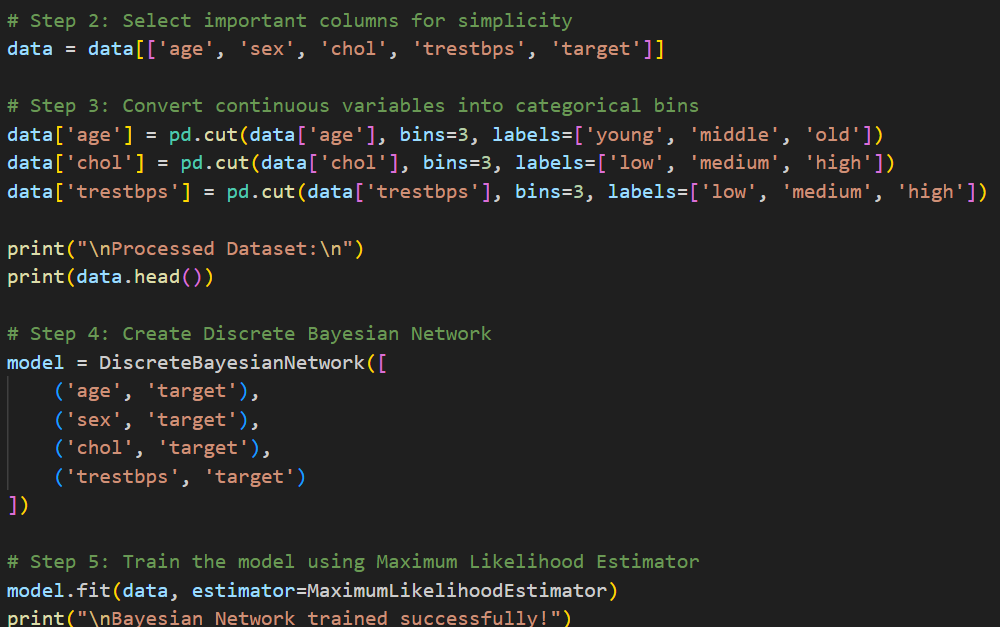 # Step 2: Select important columns for simplicity
data = data[['age', 'sex', 'chol', 'trestbps', 'target']]

# Step 3: Convert continuous variables into categorical bins
data['age'] = pd.cut(data['age'], bins=3, labels=['young', 'middle', 'old'])
data['chol'] = pd.cut(data['chol'], bins=3, labels=['low', 'medium', 'high'])
data['trestbps'] = pd.cut(data['trestbps'], bins=3, labels=['low', 'medium', 'high'])

print("\nProcessed Dataset:\n")
print(data.head())

# Step 4: Create Discrete Bayesian Network
model = DiscreteBayesianNetwork([
    ('age', 'target'),
    ('sex', 'target'),
    ('chol', 'target'),
    ('trestbps', 'target')
])

# Step 5: Train the model using Maximum Likelihood Estimator
model.fit(data, estimator=MaximumLikelihoodEstimator)
print("\nBayesian Network trained successfully!")